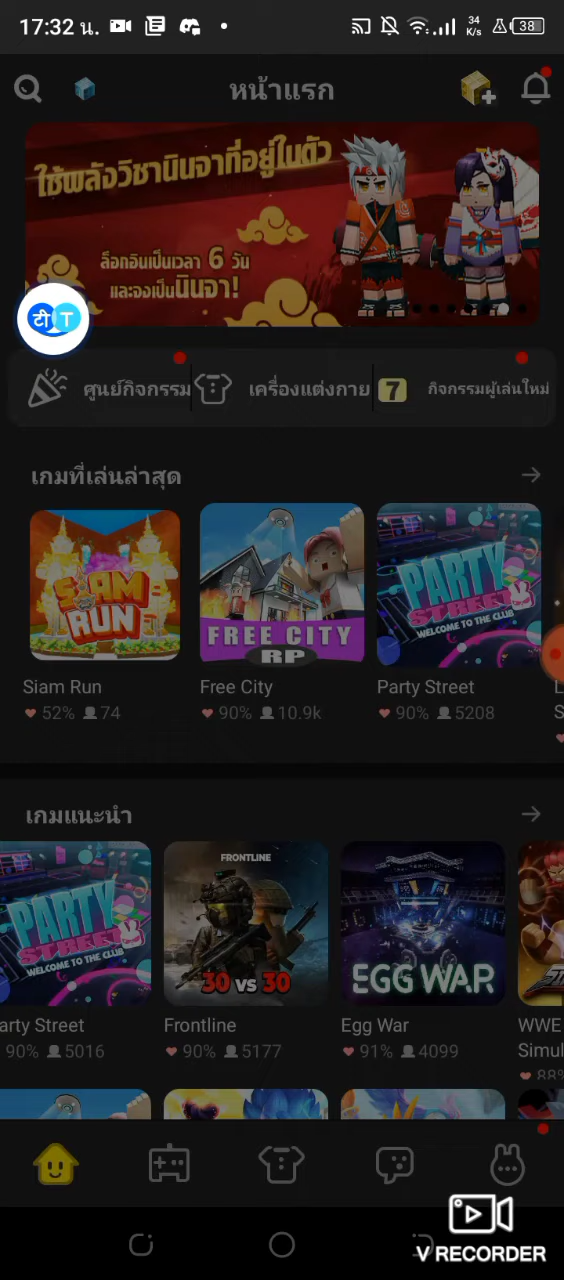 17:32 น.
34
K/s
38
หน้าแรก
ใช้พลังวิชานินจาที่อยู่ในตัว
ล็อกอินเป็นเวลา 6 วัน
และจงเป็นนินจา!
टी T
ศูนย์กิจกรรม
เครื่องแต่งกาย
7
กิจกรรมผู้เล่นใหม่
เกมที่เล่นล่าสุด
SIAM
RUN
FREE CITY
RP
PARTY
STREET
WELCOME TO THE CLUB
Siam Run
Free City
Party Street
52% 74
90% 10.9k
90% 5208
เกมแนะนำ
PARTY
STREET
WELCOME TO THE CLUB
FRONTLINE
30 VS 30
EGG WAR
arty Street
Frontline
Egg War
WWE
Simul
90% 5016
90% 5177
91% 4099
88%
V RECORDER